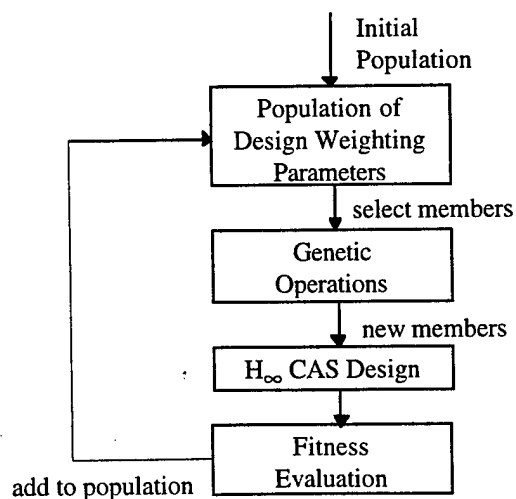 Initial
Population
Population of
Design Weighting
Parameters
select members
Genetic
Operations
new members
H∞ CAS Design
Fitness
Evaluation
add to population